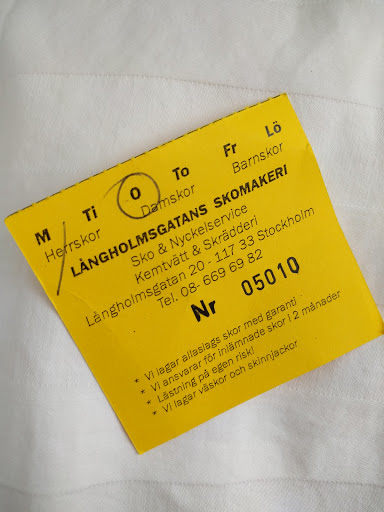 M Ti O To Fr Lö
Herrskor Damskor Barnskor
LÅNGHOLMSGATANS SKOMAKERI
Sko & Nyckelservice
Kemtvätt & Skrädderi
Långholmsgatan 20 - 117 33 Stockholm
Tel. 08- 669 69 82
Nr 05010
* Vi lagar allaslags skor med garanti
* Vi ansvarar för inlämnade skor i 2 månader
* Låstning på egen risk!
* Vi lagar väskor och skinnjackor